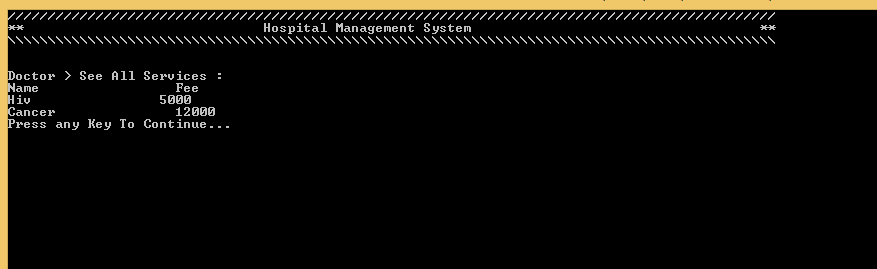 ////////////////////////////////////////////////////////////////////////////////////////////////
** Hospital Management System **
\\\\\\\\\\\\\\\\\\\\\\\\\\\\\\\\\\\\\\\\\\\\\\\\\\\\\\\\\\\\\\\\\\\\\\\\\\\\\\\\\\\\\\\\\\\\\\\\
Doctor > See All Services :
Name Fee
Hiv 5000
Cancer 12000
Press any Key To Continue...